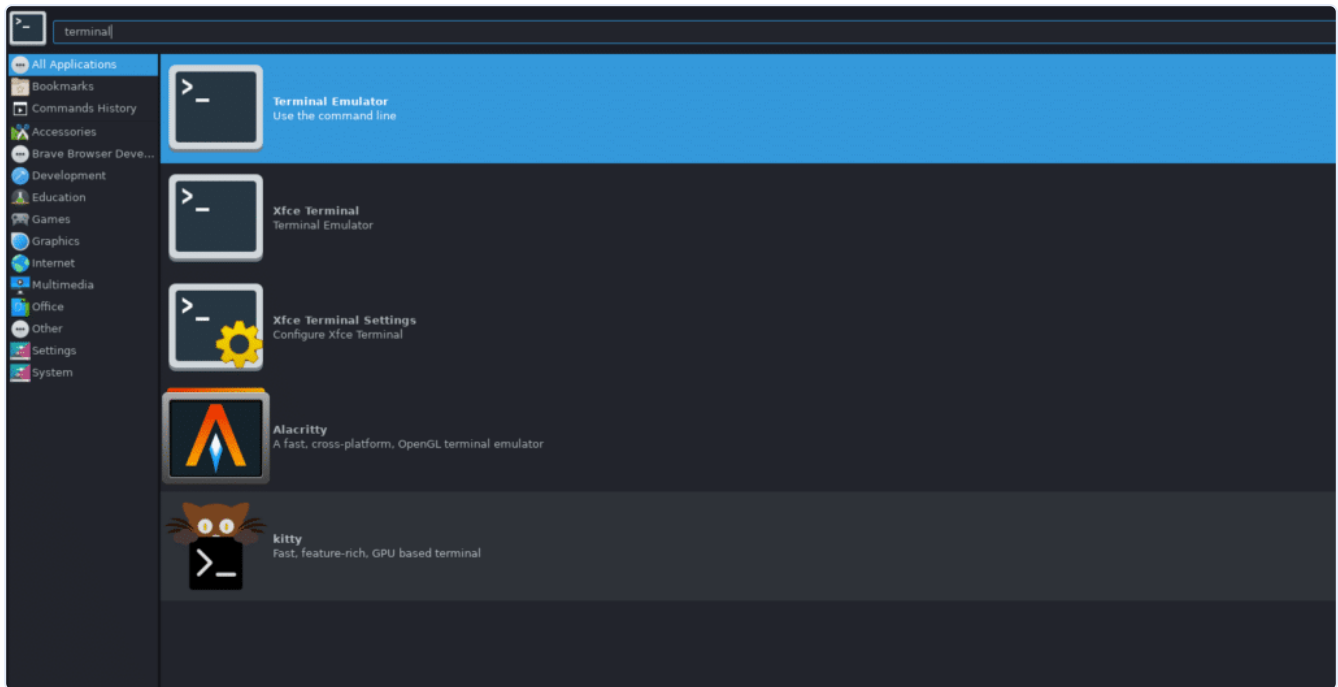 terminal
All Applications
Bookmarks
Commands History
Accessories
Brave Browser Deve...
Development
Education
Games
Graphics
Internet
Multimedia
Office
Other
Settings
System
Terminal Emulator
Use the command line
Xfce Terminal
Terminal Emulator
Xfce Terminal Settings
Configure Xfce Terminal
Alacritty
A fast, cross-platform, OpenGL terminal emulator
kitty
Fast, feature-rich, GPU based terminal